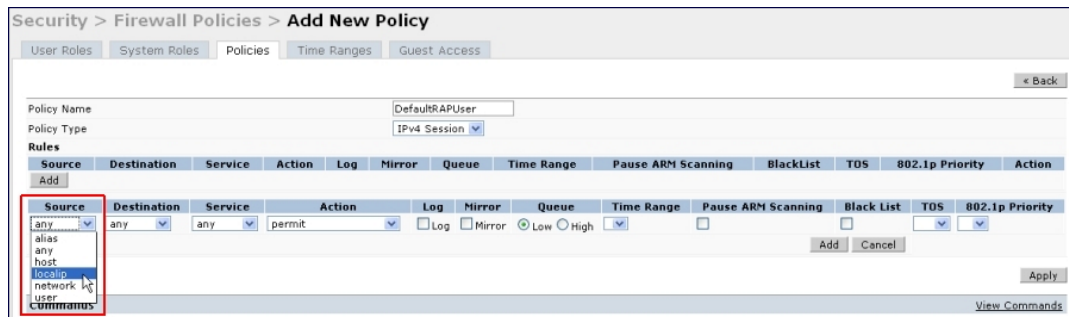 Security > Firewall Policies > Add New Policy
User Roles System Roles Policies Time Ranges Guest Access
« Back
Policy Name DefaultRAPUser
Policy Type IPv4 Session
Rules
Source Destination Service Action Log Mirror Queue Time Range Pause ARM Scanning BlackList TOS 802.1p Priority Action
Add
Source Destination Service Action Log Mirror Queue Time Range Pause ARM Scanning Black List TOS 802.1p Priority
any any any permit Log Mirror Low High
alias
any
host
localip
network
user
Add Cancel
Apply
Commands View Commands